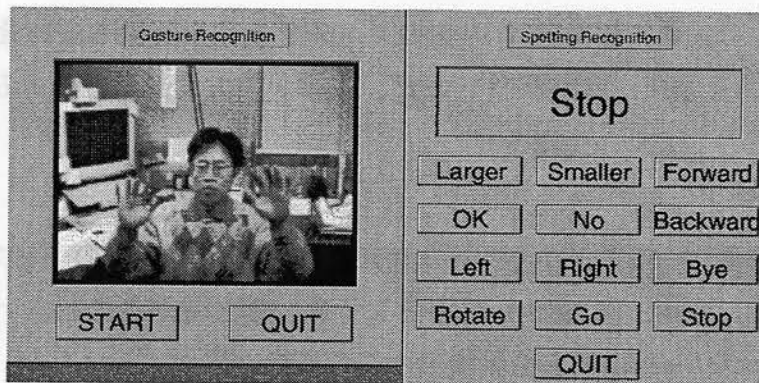 Gesture Recognition
START QUIT
Spotting Recognition
Stop
Larger Smaller Forward
OK No Backward
Left Right Bye
Rotate Go Stop
QUIT